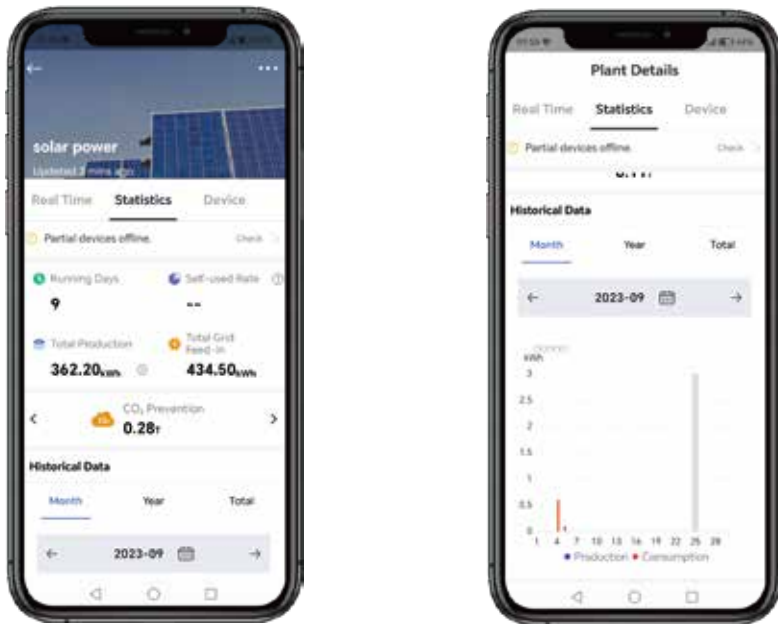 solar power
Updated 3 mins ago
Real Time Statistics Device
Partial devices offline. Check
Running Days Self-used Rate
9 --
Total Production Total Grid Feed-in
362.20kWh 434.50kWh
CO₂ Prevention
0.28T
Historical Data
Month Year Total
2023-09
Plant Details
Real Time Statistics Device
Partial devices offline. Check
Historical Data
Month Year Total
2023-09
kWh
3
2.5
2
1.5
1
0.5
0
1 4 7 10 13 16 19 22 25 28
Production Consumption